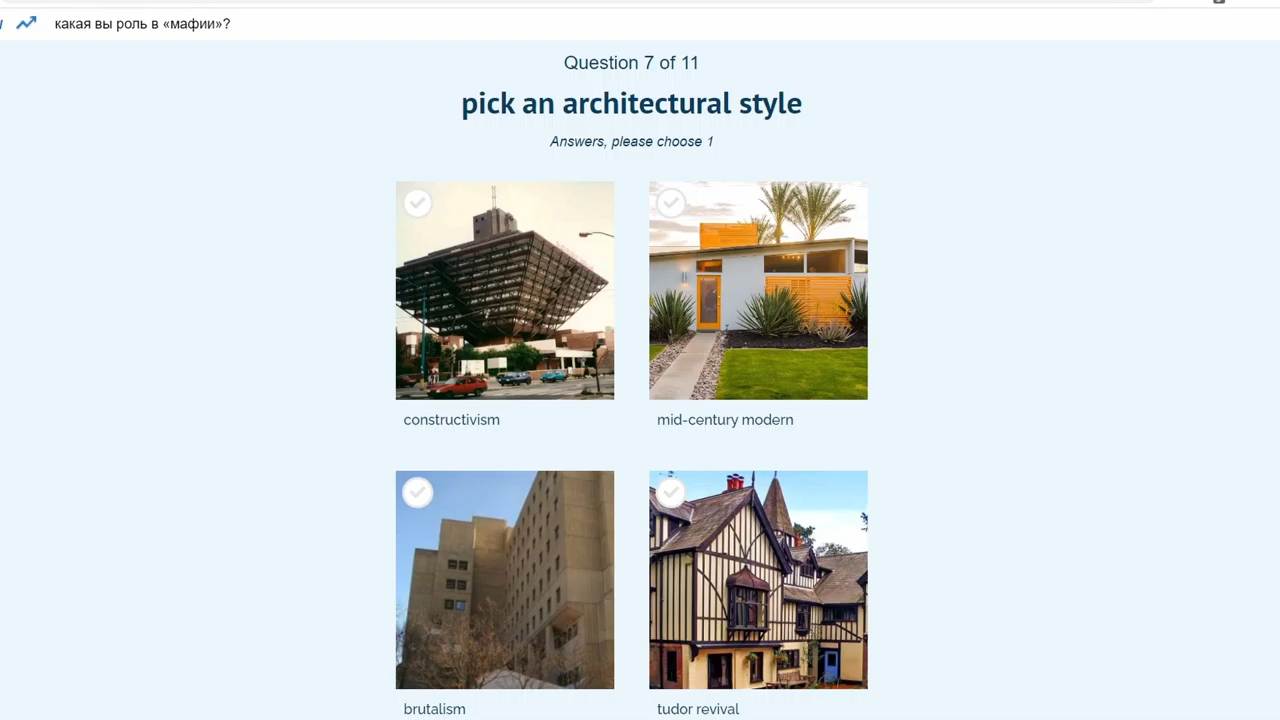 какая вы роль в «мафии»?
Question 7 of 11
pick an architectural style
Answers, please choose 1
constructivism
mid-century modern
brutalism
tudor revival